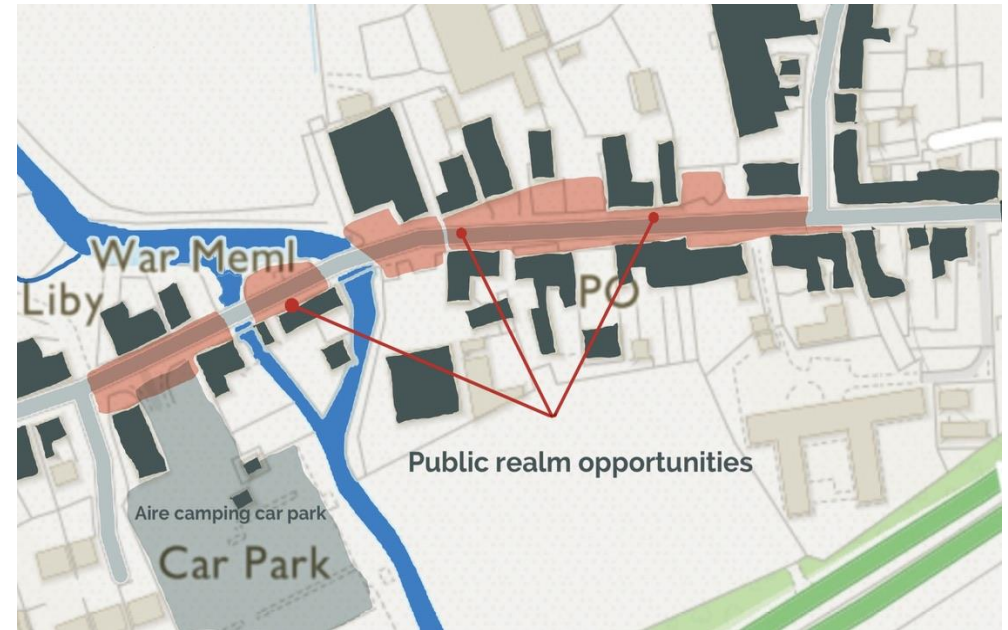 War Meml
Liby
PO
Public realm opportunities
Aire camping car park
Car Park